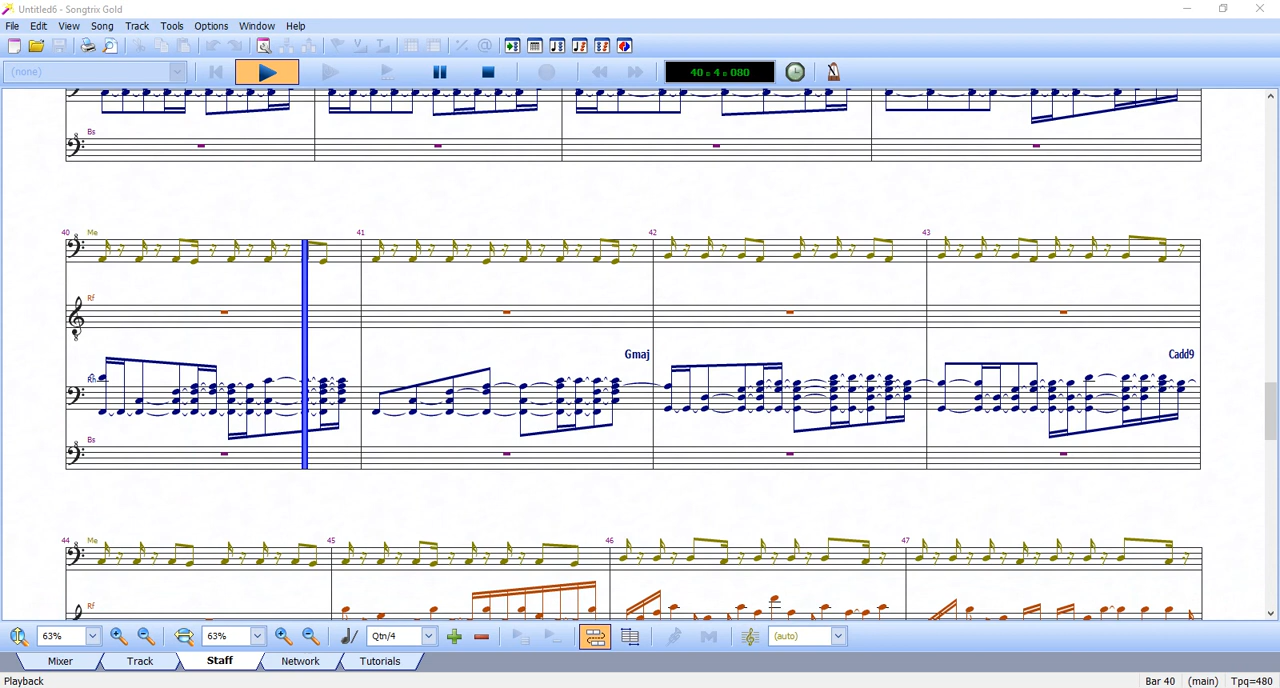 Untitled6 - Songtrix Gold
File Edit View Song Track Tools Options Window Help
(none)
40 : 4 : 080
Bs
40 Me 41 42 43
Rf
Gmaj Cadd9
Rh
Bs
44 Me 45 46 47
Rf
63% 63% Qtn/4 (auto)
Mixer Track Staff Network Tutorials
Playback Bar 40 (main) Tpq=480